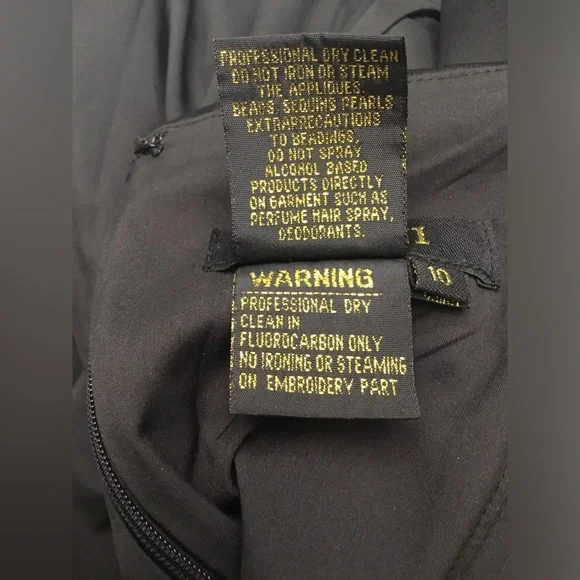 PROFESSIONAL DRY CLEAN
DO NOT IRON OR STEAM
THE APPLIQUES.
BEADS, SEQUINS PEARLS
EXTRAPRECAUTIONS
TO BEADINGS.
DO NOT SPRAY
ALCOHOL BASED
PRODUCTS DIRECTLY
ON GARMENT SUCH AS
PERFUME HAIR SPRAY,
DEODORANTS.
10
WARNING
PROFESSIONAL DRY
CLEAN IN
FLUOROCARBON ONLY
NO IRONING OR STEAMING
ON EMBROIDERY PART